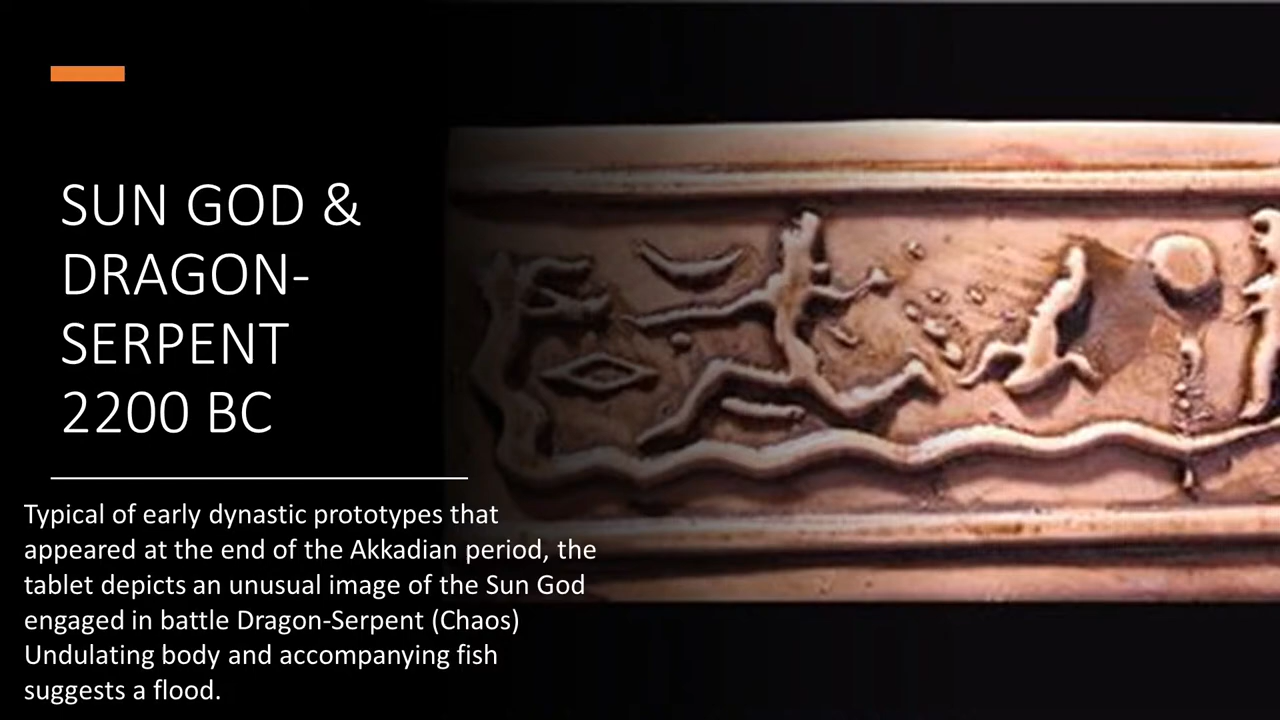 SUN GOD &
DRAGON-
SERPENT
2200 BC
Typical of early dynastic prototypes that
appeared at the end of the Akkadian period, the
tablet depicts an unusual image of the Sun God
engaged in battle Dragon-Serpent (Chaos)
Undulating body and accompanying fish
suggests a flood.